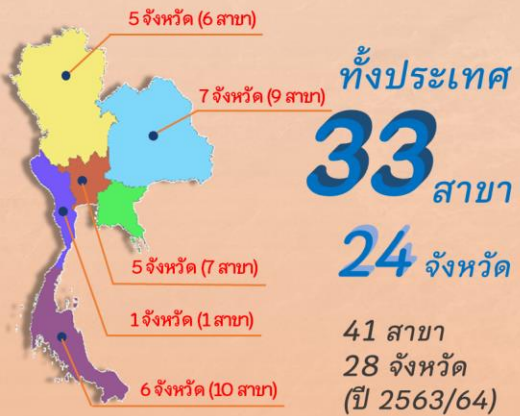 5 จังหวัด (6 สาขา)
7 จังหวัด (9 สาขา)
5 จังหวัด (7 สาขา)
1 จังหวัด (1 สาขา)
6 จังหวัด (10 สาขา)
ทั้งประเทศ
33 สาขา
24 จังหวัด
41 สาขา
28 จังหวัด
(ปี 2563/64)